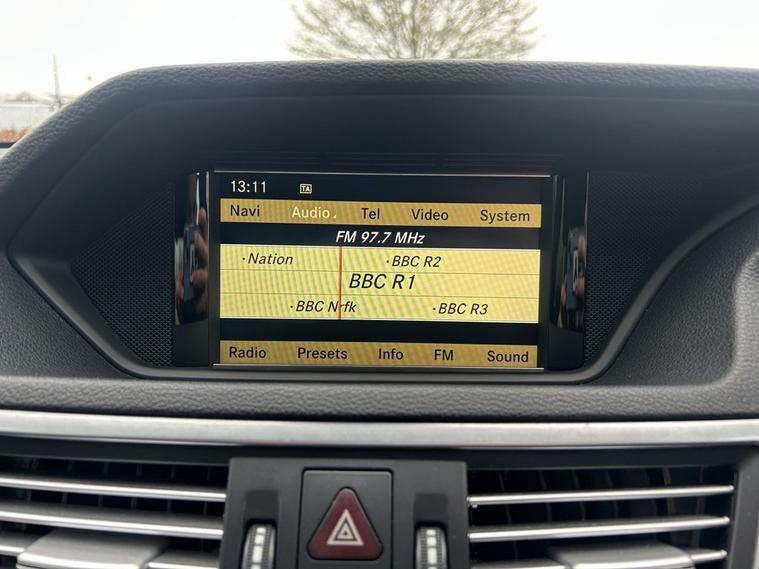 13:11 TA
Navi Audio Tel Video System
FM 97.7 MHz
·Nation ·BBC R2
BBC R1
·BBC Nrfk ·BBC R3
Radio Presets Info FM Sound